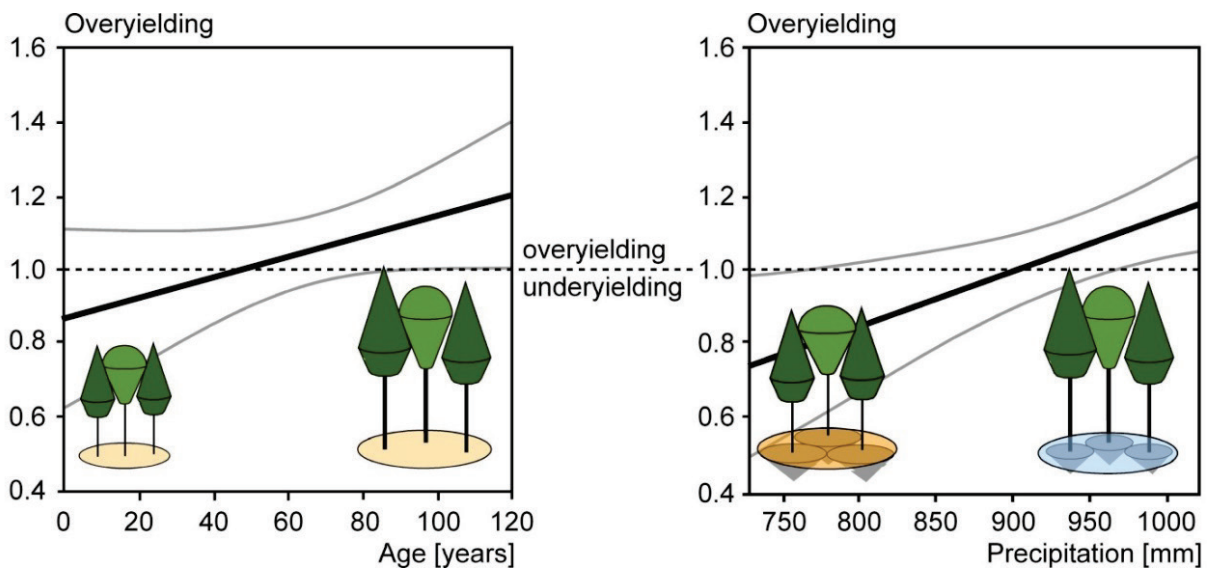 Overyielding
1.6
1.4
1.2
1.0
0.8
0.6
0.4
0 20 40 60 80 100 120
Age [years]
overyielding
underyielding
Overyielding
1.6
1.4
1.2
1.0
0.8
0.6
0.4
750 800 850 900 950 1000
Precipitation [mm]